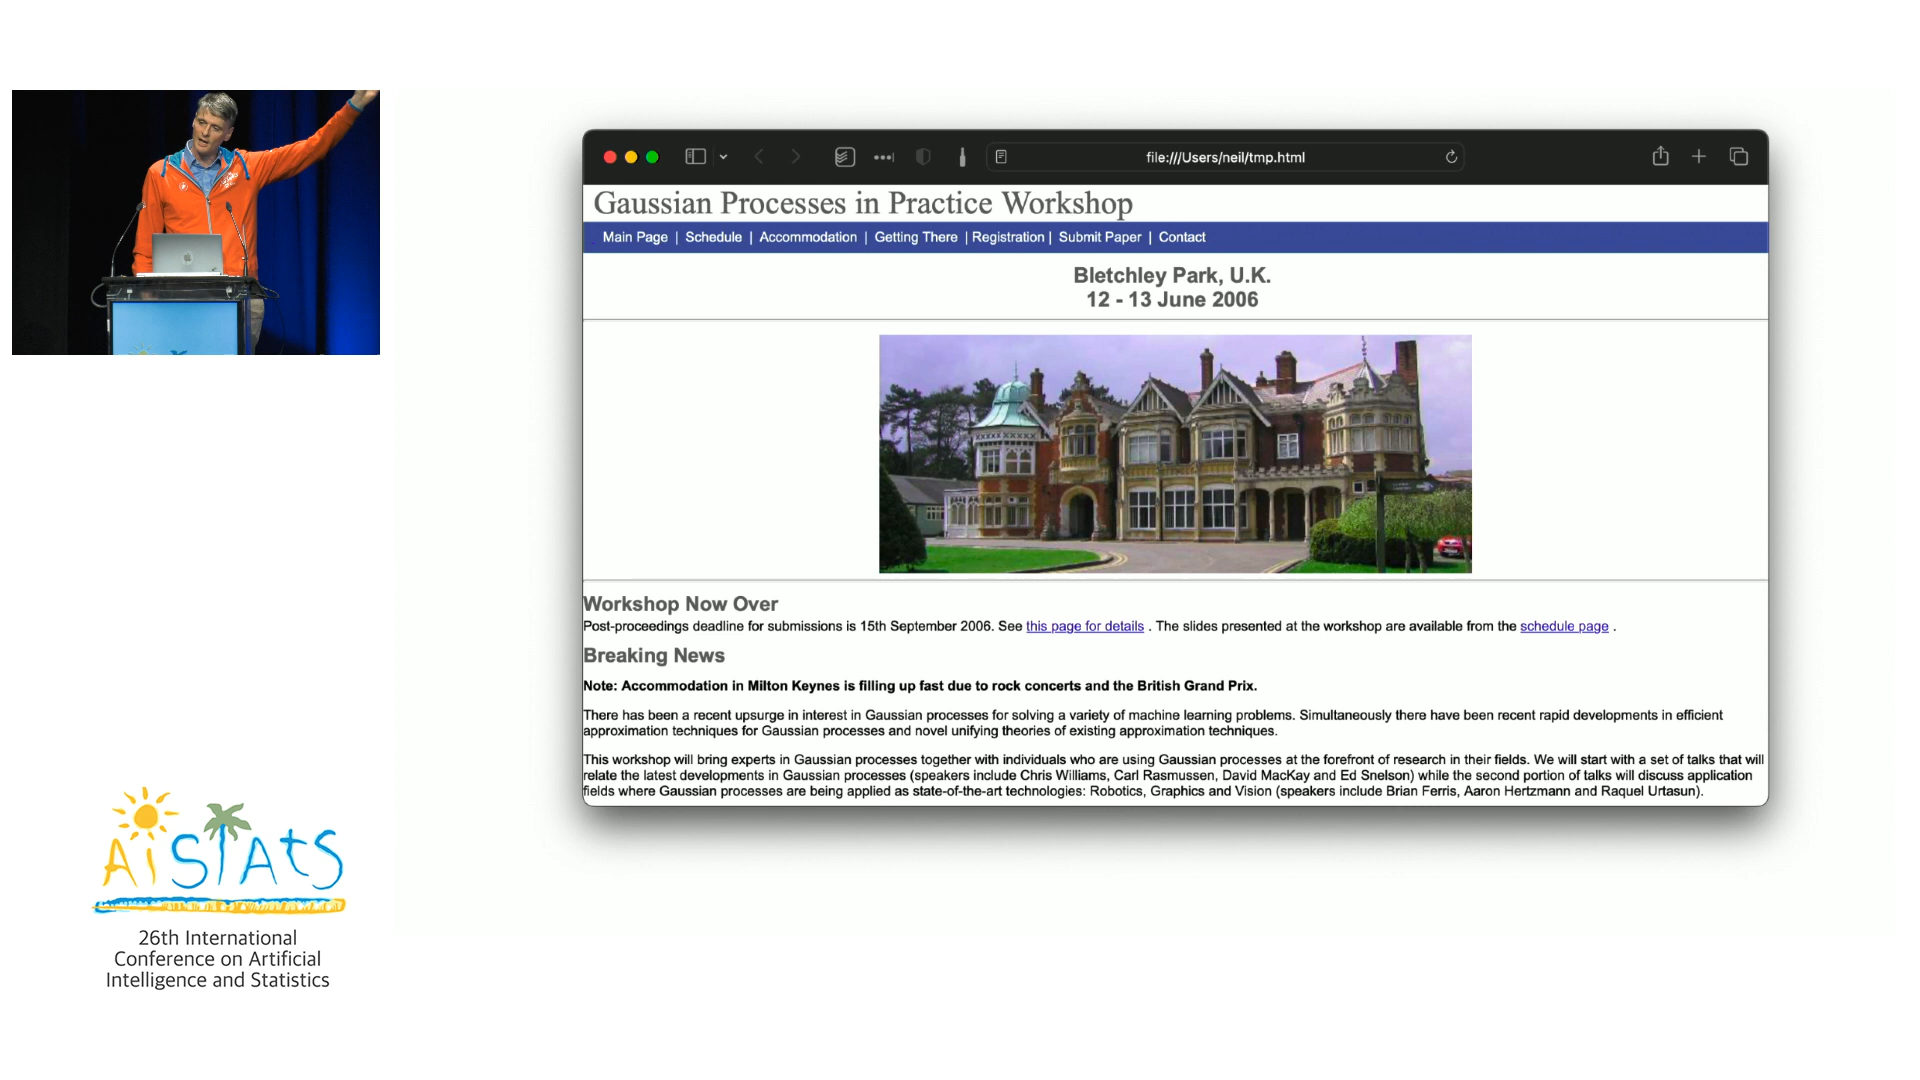 file:///Users/neil/tmp.html
Gaussian Processes in Practice Workshop
Main Page | Schedule | Accommodation | Getting There | Registration | Submit Paper | Contact
Bletchley Park, U.K.
12 - 13 June 2006
Workshop Now Over
Post-proceedings deadline for submissions is 15th September 2006. See this page for details . The slides presented at the workshop are available from the schedule page .
Breaking News
Note: Accommodation in Milton Keynes is filling up fast due to rock concerts and the British Grand Prix.
There has been a recent upsurge in interest in Gaussian processes for solving a variety of machine learning problems. Simultaneously there have been recent rapid developments in efficient
approximation techniques for Gaussian processes and novel unifying theories of existing approximation techniques.
This workshop will bring experts in Gaussian processes together with individuals who are using Gaussian processes at the forefront of research in their fields. We will start with a set of talks that will
relate the latest developments in Gaussian processes (speakers include Chris Williams, Carl Rasmussen, David MacKay and Ed Snelson) while the second portion of talks will discuss application
fields where Gaussian processes are being applied as state-of-the-art technologies: Robotics, Graphics and Vision (speakers include Brian Ferris, Aaron Hertzmann and Raquel Urtasun).
AiSTATS
26th International
Conference on Artificial
Intelligence and Statistics